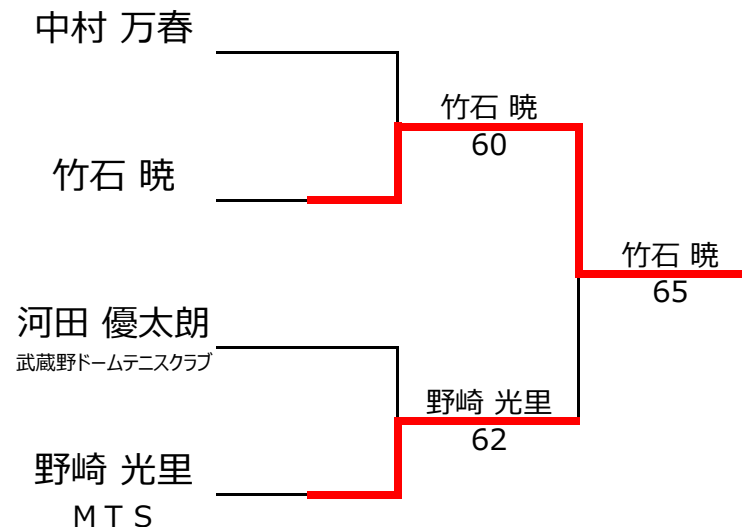 中村 万春
竹石 暁
60
竹石 暁
竹石 暁
65
河田 優太朗
武蔵野ドームテニスクラブ
野崎 光里
62
野崎 光里
ＭＴＳ